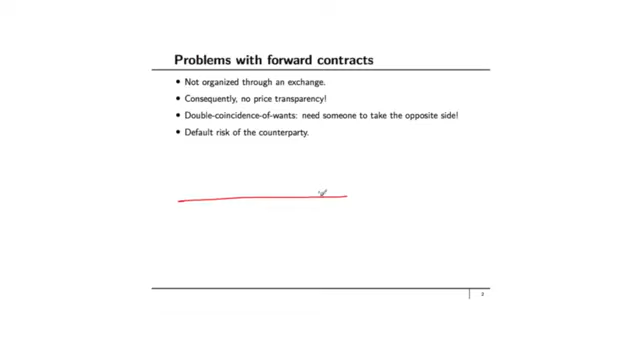 Problems with forward contracts
• Not organized through an exchange.
• Consequently, no price transparency!
• Double-coincidence-of-wants: need someone to take the opposite side!
• Default risk of the counterparty.
2